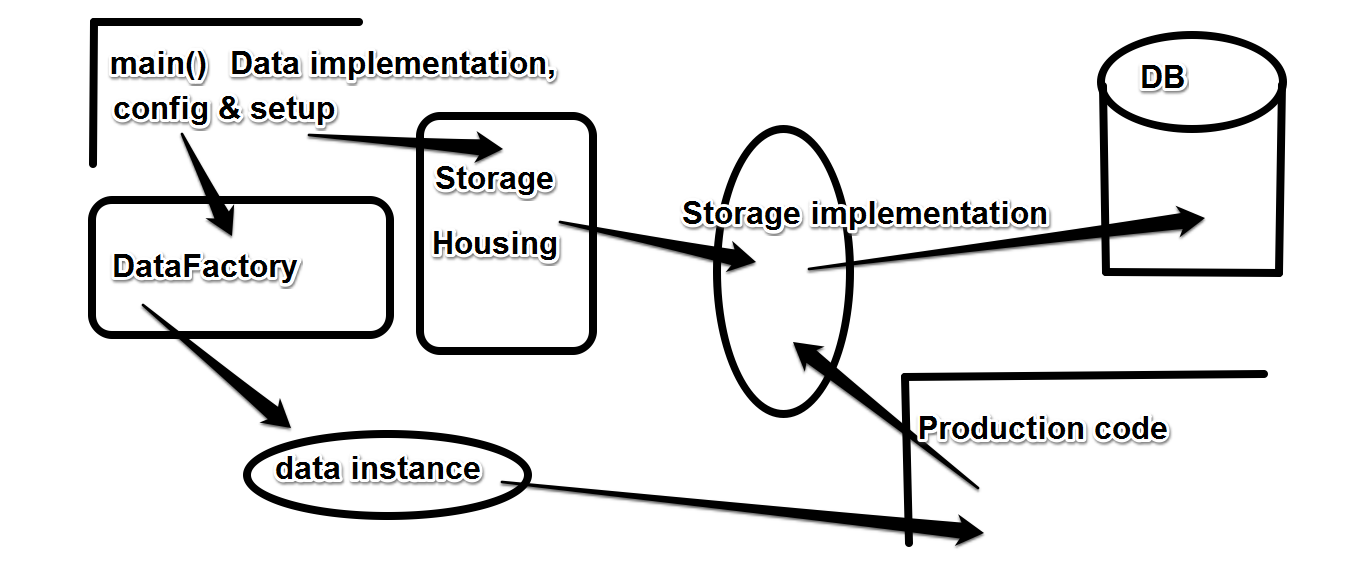 main() Data implementation,
config & setup
DB
Storage
Housing
Storage implementation
DataFactory
Production code
data instance